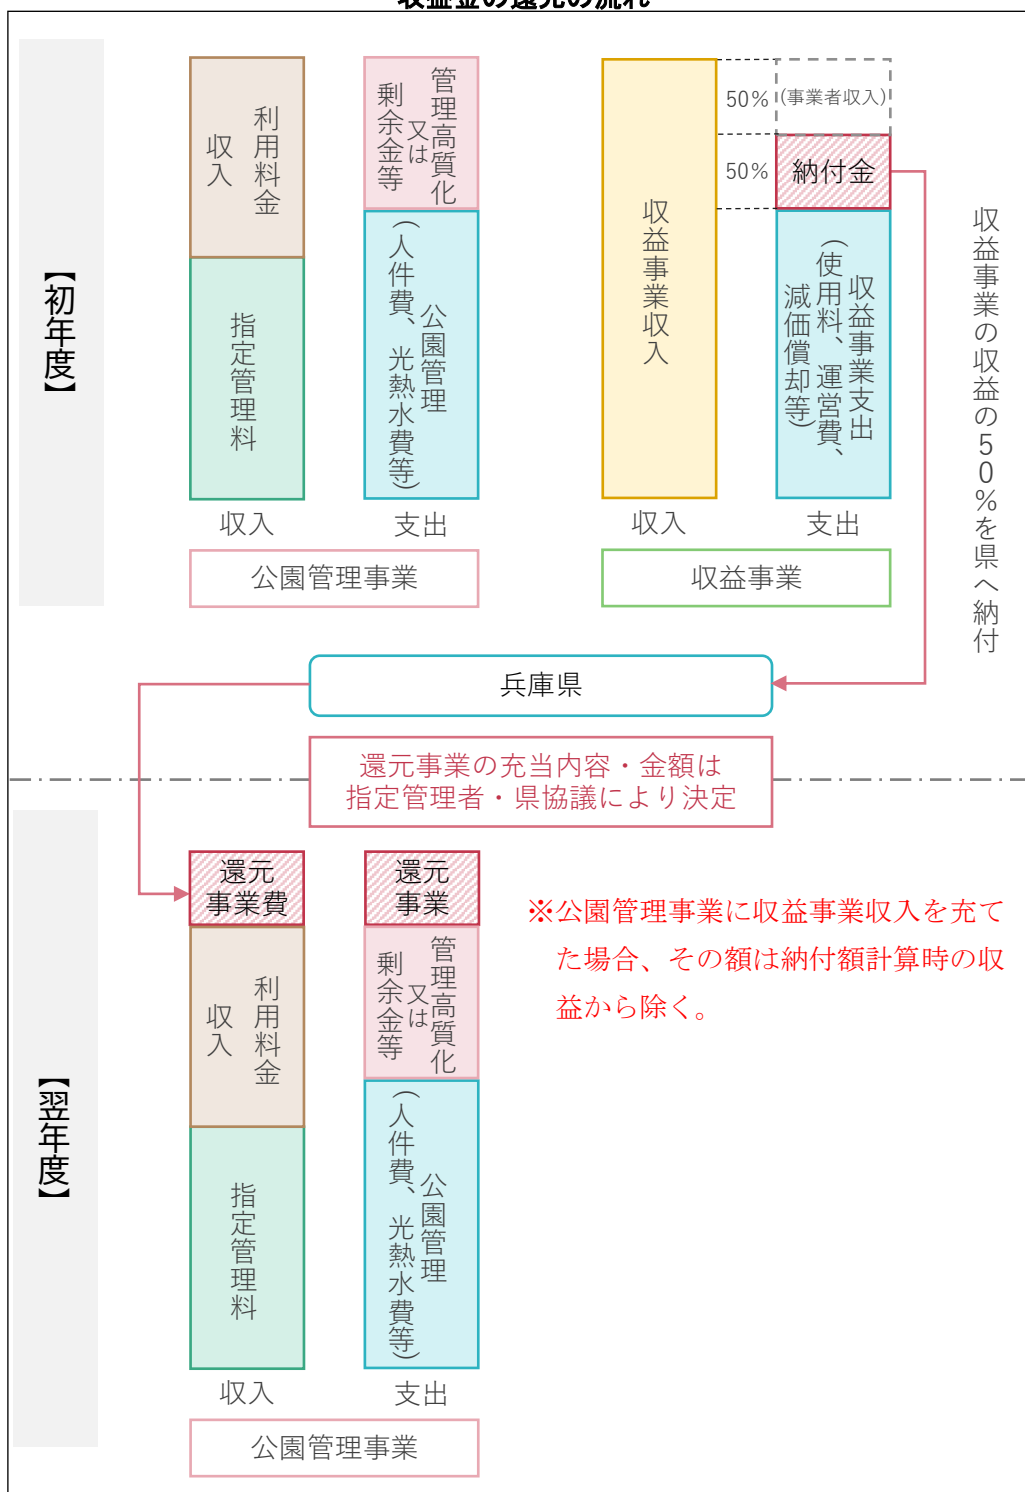 収益金の還元の流れ
【初年度】
利用料金
収入
指定管理料
収入
管理高質化
又は
剰余金等
公園管理
(人件費、光熱水費等)
支出
公園管理事業
収益事業収入
収入
50%
(事業者収入)
50%
納付金
収益事業支出
(使用料、運営費、
減価償却等)
支出
収益事業
収益事業の収益の50%を県へ納付
兵庫県
還元事業の充当内容・金額は
指定管理者・県協議により決定
【翌年度】
還元
事業費
利用料金
収入
指定管理料
収入
還元
事業
管理高質化
又は
剰余金等
公園管理
(人件費、光熱水費等)
支出
公園管理事業
※公園管理事業に収益事業収入を充て
た場合、その額は納付額計算時の収
益から除く。